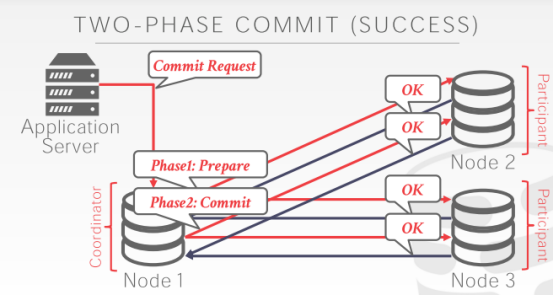 TWO-PHASE COMMIT (SUCCESS)
Commit Request
Application
Server
OK
OK
Participant
Node 2
Phase1: Prepare
Phase2: Commit
Coordinator
Node 1
OK
OK
Participant
Node 3